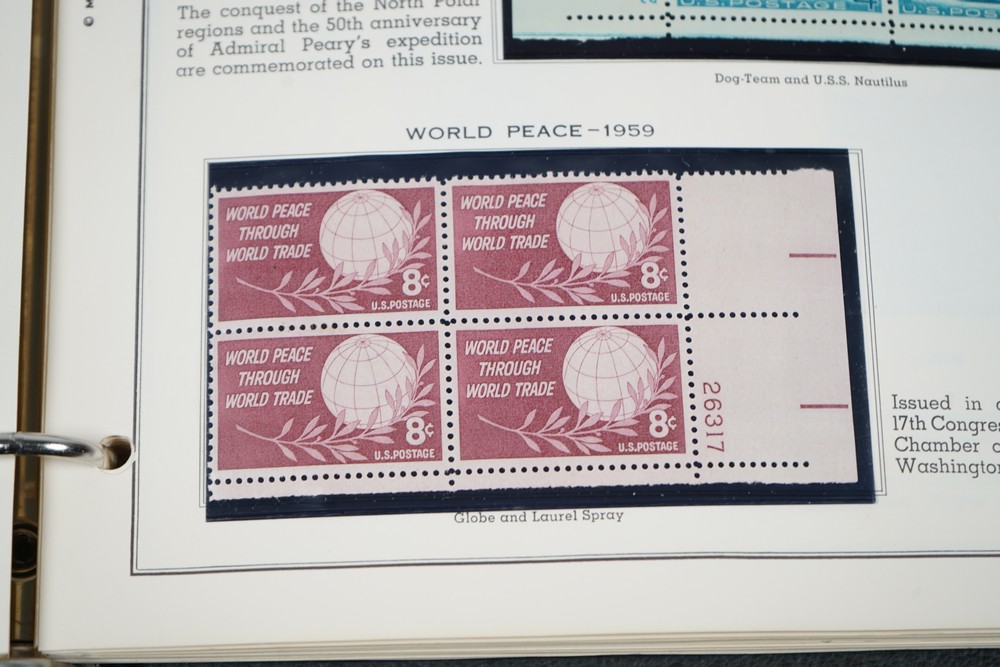 The conquest of the North Polar
regions and the 50th anniversary
of Admiral Peary's expedition
are commemorated on this issue.
©
U.S. POSTAGE
U.S. POS
Dog-Team and U.S.S. Nautilus
WORLD PEACE-1959
WORLD PEACE
THROUGH
WORLD TRADE
8¢
U.S.POSTAGE
WORLD PEACE
THROUGH
WORLD TRADE
8¢
U.S.POSTAGE
WORLD PEACE
THROUGH
WORLD TRADE
8¢
U.S.POSTAGE
WORLD PEACE
THROUGH
WORLD TRADE
8¢
U.S.POSTAGE
26317
Globe and Laurel Spray
Issued in
17th Congres
Chamber
Washington